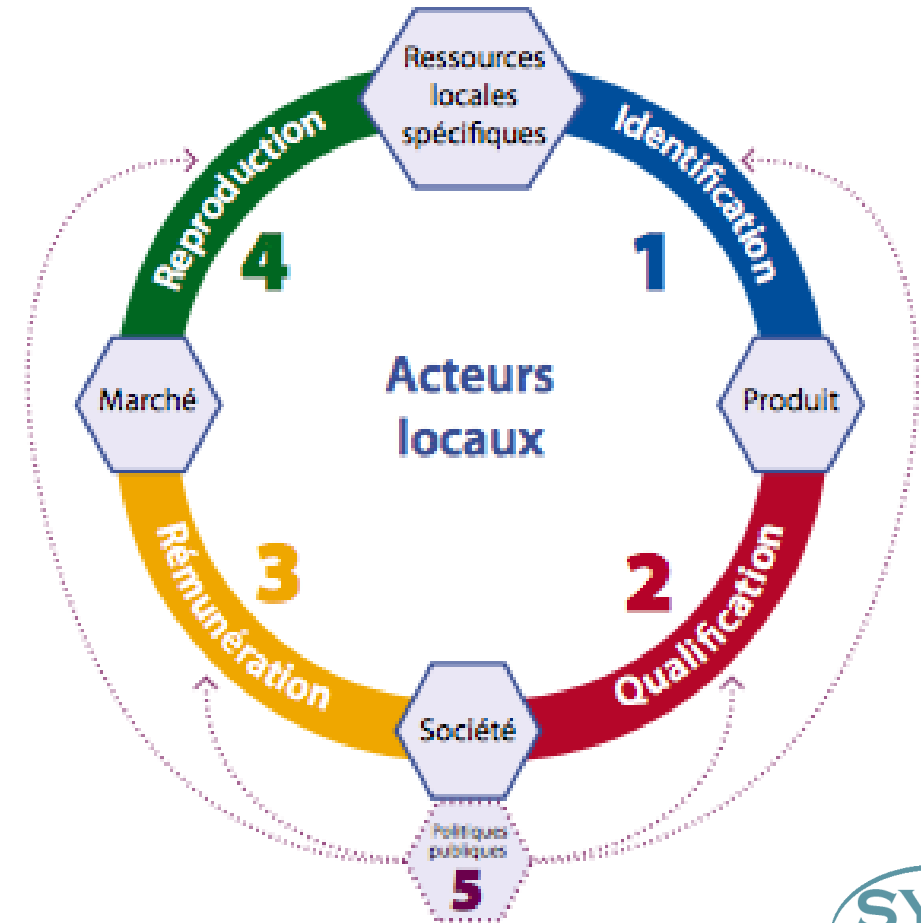 Ressources
locales
spécifiques
Identification
1
Produit
Qualification
2
Société
Rémunération
3
Marché
Reproduction
4
Acteurs
locaux
Politiques
publiques
5
SY